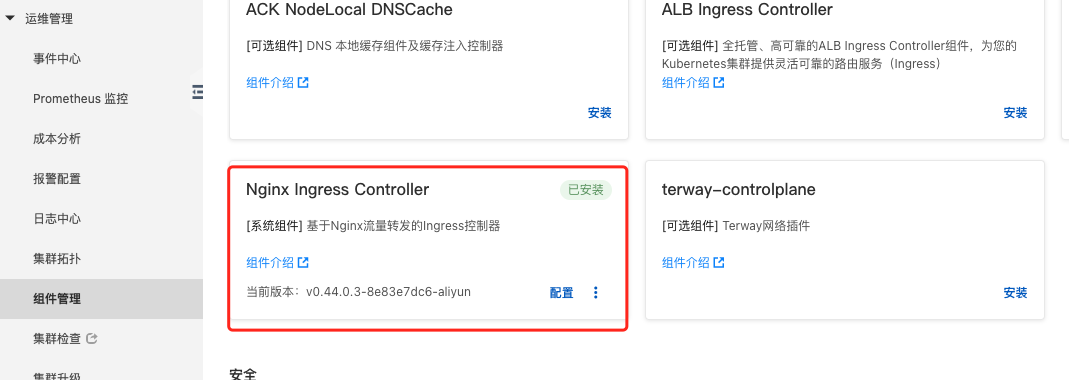 运维管理
事件中心
Prometheus 监控
成本分析
报警配置
日志中心
集群拓扑
组件管理
集群检查
集群升级
ACK NodeLocal DNSCache
[可选组件] DNS 本地缓存组件及缓存注入控制器
组件介绍
安装
ALB Ingress Controller
[可选组件] 全托管、高可靠的ALB Ingress Controller组件，为您的
Kubernetes集群提供灵活可靠的路由服务（Ingress）
组件介绍
安装
Nginx Ingress Controller
已安装
[系统组件] 基于Nginx流量转发的Ingress控制器
组件介绍
当前版本：v0.44.0.3-8e83e7dc6-aliyun
配置
terway-controlplane
[可选组件] Terway网络插件
组件介绍
安装
安全